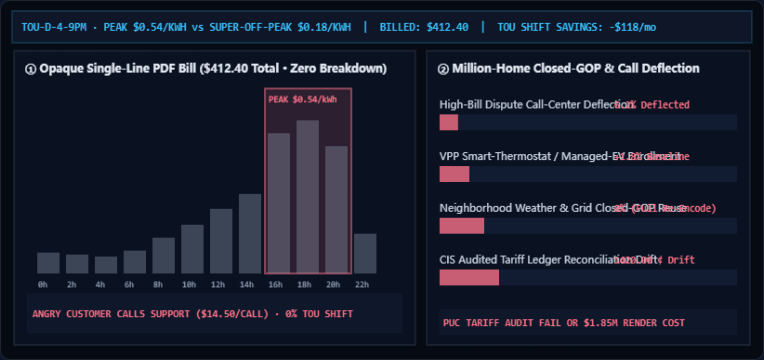 TOU-D-4-9PM · PEAK $0.54/KWH vs SUPER-OFF-PEAK $0.18/KWH | BILLED: $412.40 | TOU SHIFT SAVINGS: -$118/mo
① Opaque Single-Line PDF Bill ($412.40 Total • Zero Breakdown)
PEAK $0.54/kWh
0h 2h 4h 6h 8h 10h 12h 14h 16h 18h 20h 22h
ANGRY CUSTOMER CALLS SUPPORT ($14.50/CALL) · 0% TOU SHIFT
② Million-Home Closed-GOP & Call Deflection
High-Bill Dispute Call-Center Deflection Deflected
VPP Smart-Thermostat / Managed-EV Enrollment Baseline
Neighborhood Weather & Grid Closed-GOP Reuse
CIS Audited Tariff Ledger Reconciliation Drift Drift
PUC TARIFF AUDIT FAIL OR $1.85M RENDER COST